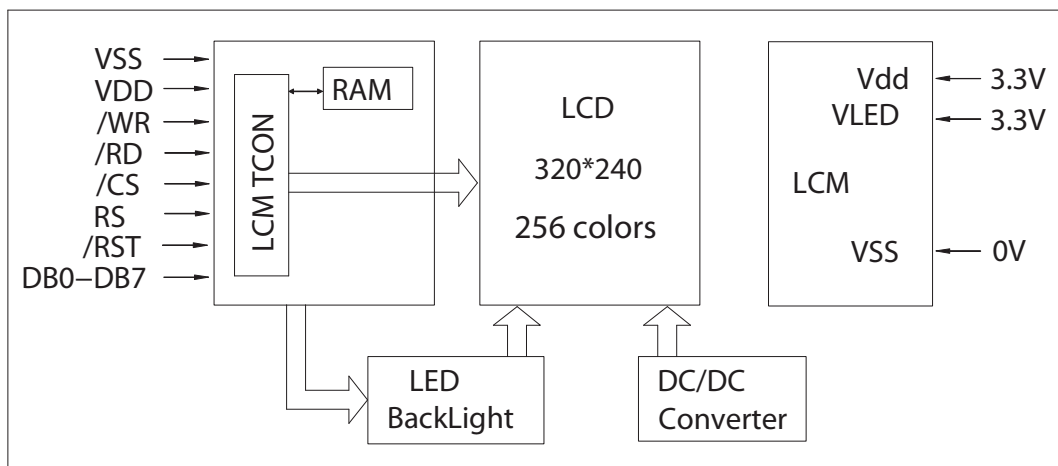 VSS
VDD
/WR
/RD
/CS
RS
/RST
DB0–DB7
LCM TCON
RAM
LCD
320*240
256 colors
LED
BackLight
DC/DC
Converter
Vdd
3.3V
VLED
3.3V
LCM
VSS
0V